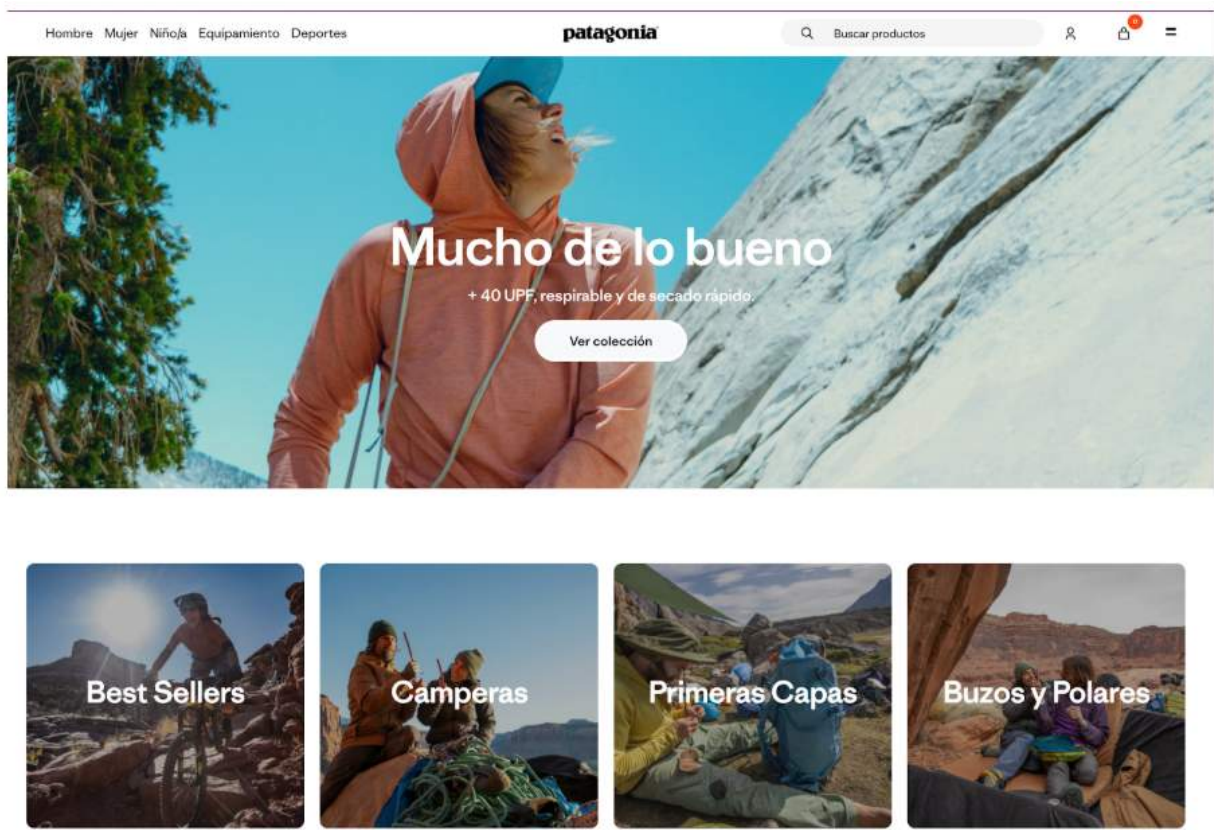 Hombre Mujer Niño/a Equipamiento Deportes patagonia Buscar productos 0
Mucho de lo bueno
+ 40 UPF, respirable y de secado rápido.
Ver colección
Best Sellers Camperas Primeras Capas Buzos y Polares